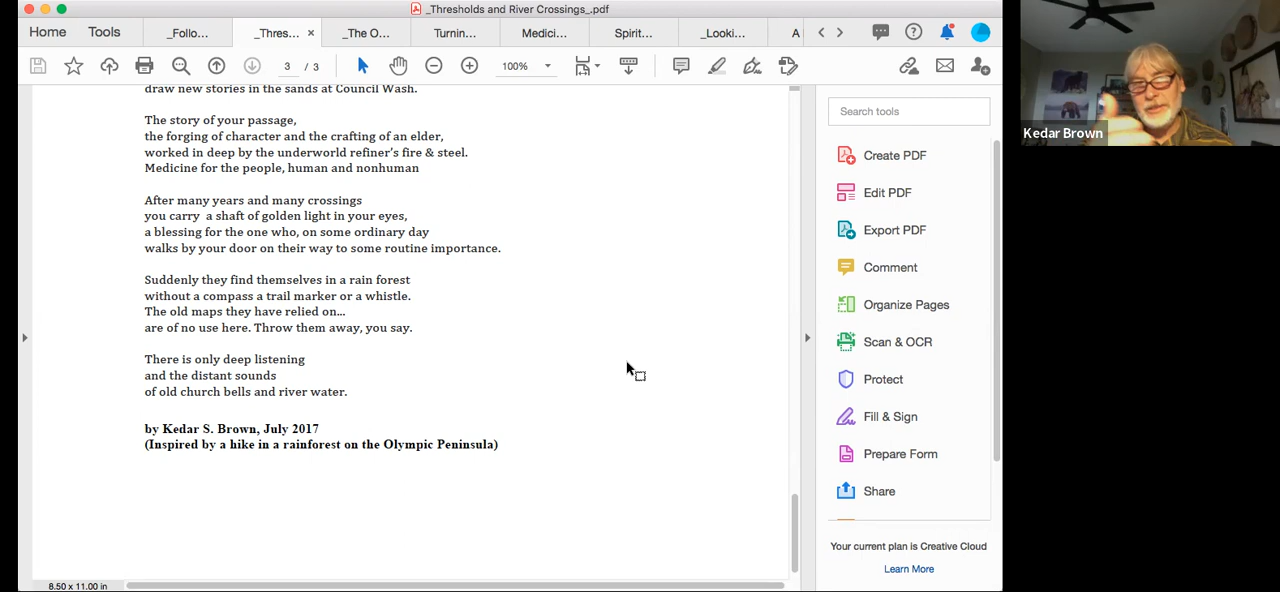 _Thresholds and River Crossings_.pdf
Home
Tools
_Follo...
_Thres...
×
_The O...
Turnin...
Medici...
Spirit...
_Looki...
A
3 / 3
100%
draw new stories in the sands at Council Wash.
The story of your passage,
the forging of character and the crafting of an elder,
worked in deep by the underworld refiner's fire & steel.
Medicine for the people, human and nonhuman
After many years and many crossings
you carry a shaft of golden light in your eyes,
a blessing for the one who, on some ordinary day
walks by your door on their way to some routine importance.
Suddenly they find themselves in a rain forest
without a compass a trail marker or a whistle.
The old maps they have relied on...
are of no use here. Throw them away, you say.
There is only deep listening
and the distant sounds
of old church bells and river water.
by Kedar S. Brown, July 2017
(Inspired by a hike in a rainforest on the Olympic Peninsula)
8.50 x 11.00 in
Search tools
Create PDF
Edit PDF
Export PDF
Comment
Organize Pages
Scan & OCR
Protect
Fill & Sign
Prepare Form
Share
Your current plan is Creative Cloud
Learn More
Kedar Brown